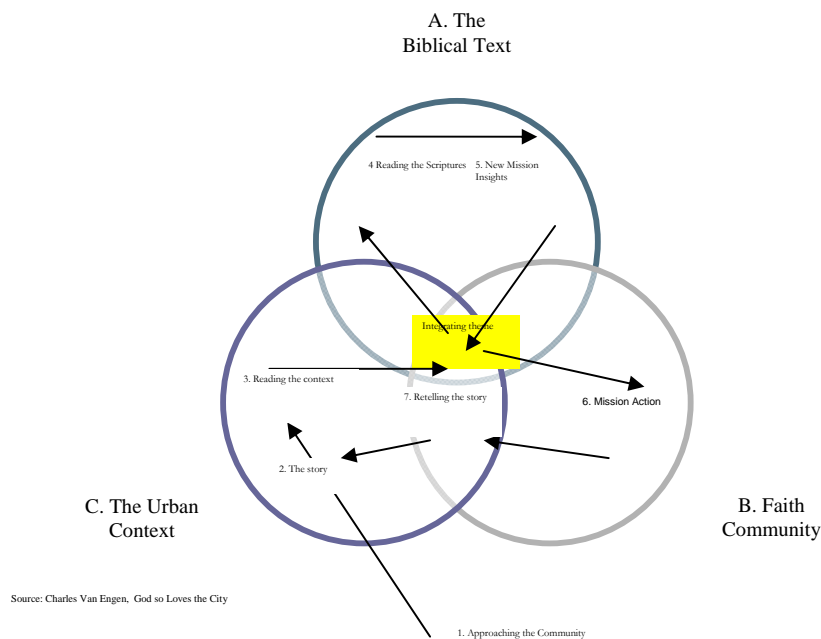 A. The
Biblical Text
4 Reading the Scriptures
5. New Mission
Insights
Integrating theme
3. Reading the context
7. Retelling the story
6. Mission Action
2. The story
C. The Urban
Context
B. Faith
Community
Source: Charles Van Engen, God so Loves the City
1. Approaching the Community